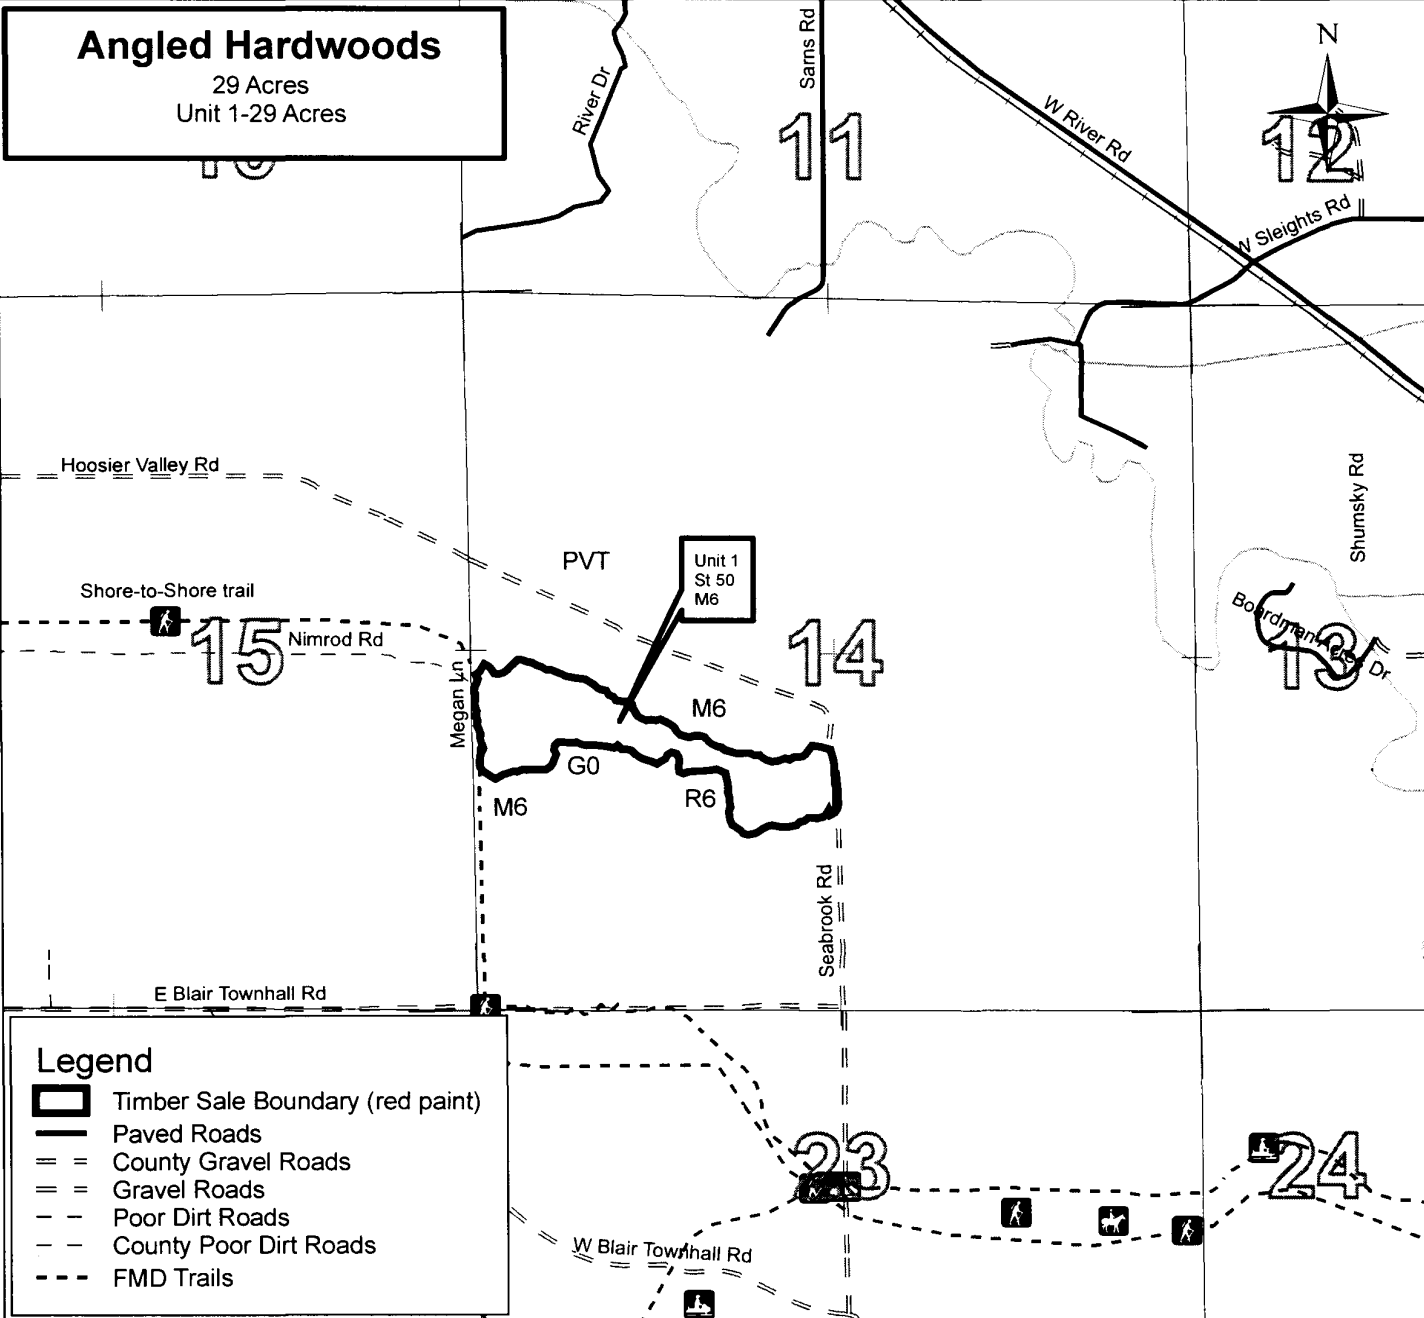 Angled Hardwoods
29 Acres
Unit 1-29 Acres
River Dr
Sarns Rd
11
W River Rd
N
12
W Sleights Rd
Hoosier Valley Rd
PVT
Unit 1
St 50
M6
Shumsky Rd
Shore-to-Shore trail
15
Nimrod Rd
14
Boardman Acres Dr
13
Megan Ln
M6
G0
R6
M6
Seabrook Rd
E Blair Townhall Rd
Legend
Timber Sale Boundary (red paint)
Paved Roads
County Gravel Roads
Gravel Roads
Poor Dirt Roads
County Poor Dirt Roads
FMD Trails
23
24
W Blair Townhall Rd